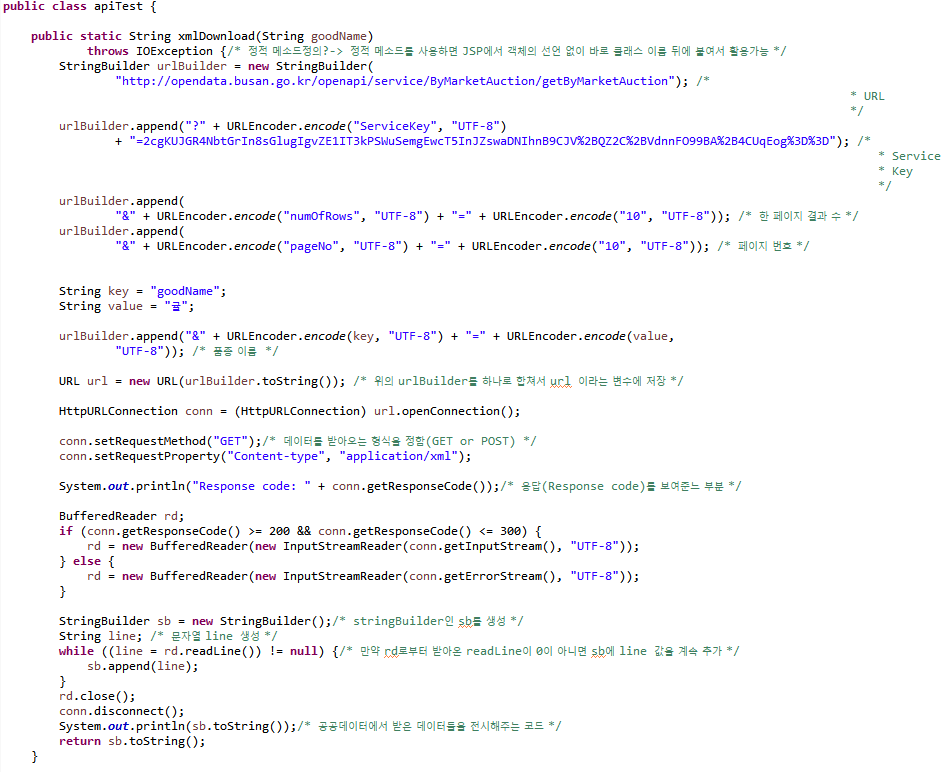 public class apiTest {
public static String xmlDownload(String goodName)
throws IOException {/* 정적 메소드정의?-> 정적 메소드를 사용하면 JSP에서 객체의 선언 없이 바로 클래스 이름 뒤에 붙여서 활용가능 */
StringBuilder urlBuilder = new StringBuilder(
"http://opendata.busan.go.kr/openapi/service/ByMarketAuction/getByMarketAuction"); /*
* URL
*/
urlBuilder.append("?" + URLEncoder.encode("ServiceKey", "UTF-8")
+ "=2cgKUJGR4NbtGrIn8sGlugIgvZE1IT3kPSWuSemgEwcT5InJZswaDNIhnB9CJV%2BQZ2C%2BVdnnFO99BA%2B4CUqEog%3D%3D"); /*
* Service
* Key
*/
urlBuilder.append(
"&" + URLEncoder.encode("numOfRows", "UTF-8") + "=" + URLEncoder.encode("10", "UTF-8")); /* 한 페이지 결과 수 */
urlBuilder.append(
"&" + URLEncoder.encode("pageNo", "UTF-8") + "=" + URLEncoder.encode("10", "UTF-8")); /* 페이지 번호 */
String key = "goodName";
String value = "귤";
urlBuilder.append("&" + URLEncoder.encode(key, "UTF-8") + "=" + URLEncoder.encode(value,
"UTF-8")); /* 품종 이름 */
URL url = new URL(urlBuilder.toString()); /* 위의 urlBuilder를 하나로 합쳐서 url 이라는 변수에 저장 */
HttpURLConnection conn = (HttpURLConnection) url.openConnection();
conn.setRequestMethod("GET");/* 데이터를 받아오는 형식을 정함(GET or POST) */
conn.setRequestProperty("Content-type", "application/xml");
System.out.println("Response code: " + conn.getResponseCode());/* 응답(Response code)를 보여준느 부분 */
BufferedReader rd;
if (conn.getResponseCode() >= 200 && conn.getResponseCode() <= 300) {
rd = new BufferedReader(new InputStreamReader(conn.getInputStream(), "UTF-8"));
} else {
rd = new BufferedReader(new InputStreamReader(conn.getErrorStream(), "UTF-8"));
}
StringBuilder sb = new StringBuilder();/* stringBuilder인 sb를 생성 */
String line; /* 문자열 line 생성 */
while ((line = rd.readLine()) != null) {/* 만약 rd로부터 받아온 readLine이 0이 아니면 sb에 line 값을 계속 추가 */
sb.append(line);
}
rd.close();
conn.disconnect();
System.out.println(sb.toString());/* 공공데이터에서 받은 데이터들을 전시해주는 코드 */
return sb.toString();
}